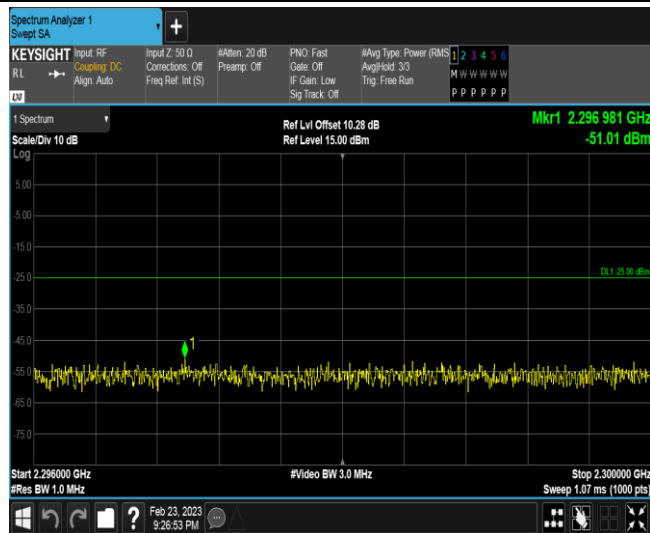 Spectrum Analyzer 1
Swept SA
+
KEYSIGHT
RL
LXI
Input: RF
Coupling: DC
Align: Auto
Input Z: 50 Ω
Corrections: Off
Freq Ref: Int (S)
#Atten: 20 dB
Preamp: Off
PNO: Fast
Gate: Off
IF Gain: Low
Sig Track: Off
#Avg Type: Power (RMS
Avg|Hold: 3/3
Trig: Free Run
1 2 3 4 5 6
M W W W W W
P P P P P P
1 Spectrum
Scale/Div 10 dB
Log
Ref Lvl Offset 10.28 dB
Ref Level 15.00 dBm
Mkr1 2.296 981 GHz
-51.01 dBm
5.00
-5.00
-15.0
-25.0
DL1 -25.00 dBm
-35.0
-45.0
1
-55.0
-65.0
-75.0
Start 2.296000 GHz
#Res BW 1.0 MHz
#Video BW 3.0 MHz
Stop 2.300000 GHz
Sweep 1.07 ms (1000 pts)
?
Feb 23, 2023
9:26:53 PM